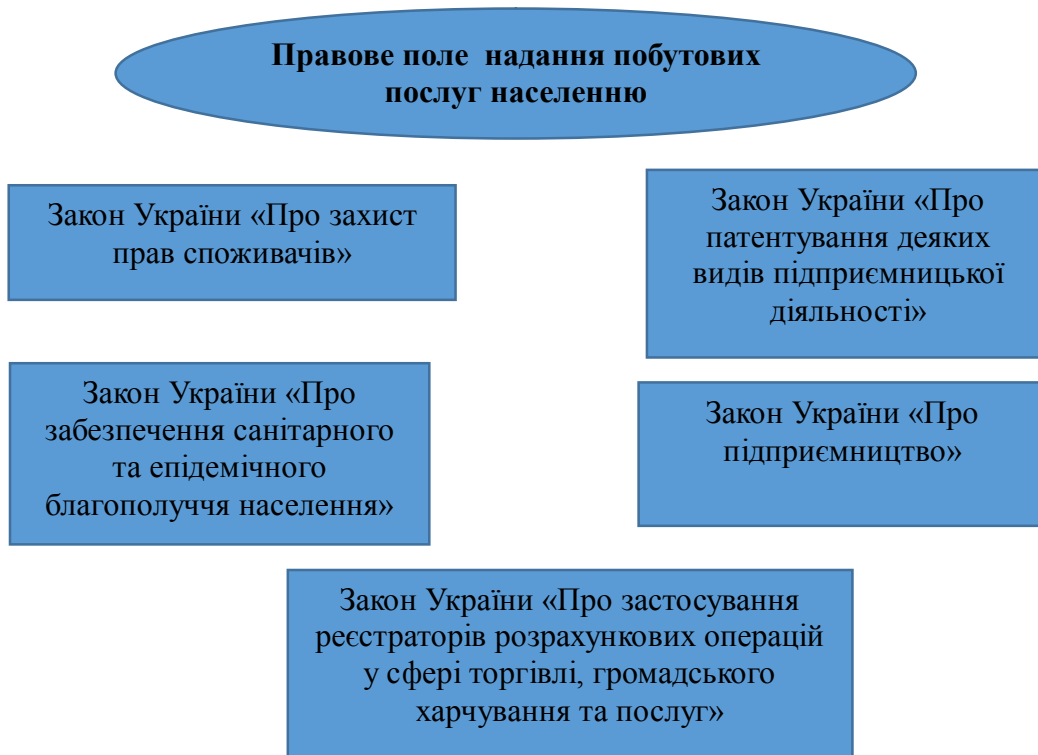 Правове поле надання побутових
послуг населенню
Закон України «Про захист
прав споживачів»
Закон України «Про
патентування деяких
видів підприємницької
діяльності»
Закон України «Про
забезпечення санітарного
та епідемічного
благополуччя населення»
Закон України «Про
підприємництво»
Закон України «Про застосування
реєстраторів розрахункових операцій
у сфері торгівлі, громадського
харчування та послуг»